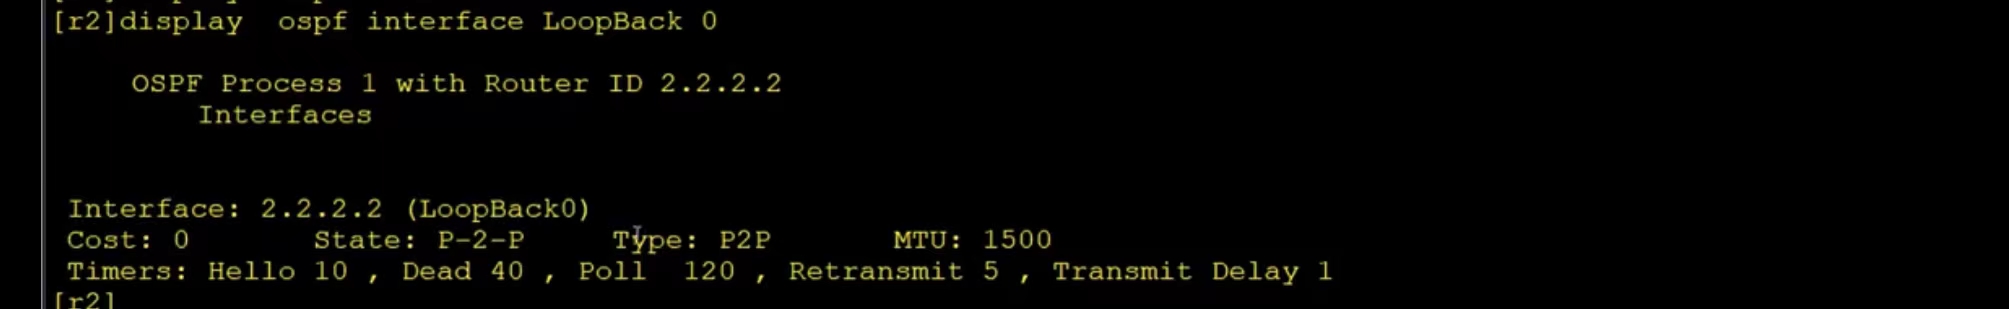 [r2]display ospf interface LoopBack 0
OSPF Process 1 with Router ID 2.2.2.2
Interfaces
Interface: 2.2.2.2 (LoopBack0)
Cost: 0 State: P-2-P Type: P2P MTU: 1500
Timers: Hello 10 , Dead 40 , Poll 120 , Retransmit 5 , Transmit Delay 1
[r2]